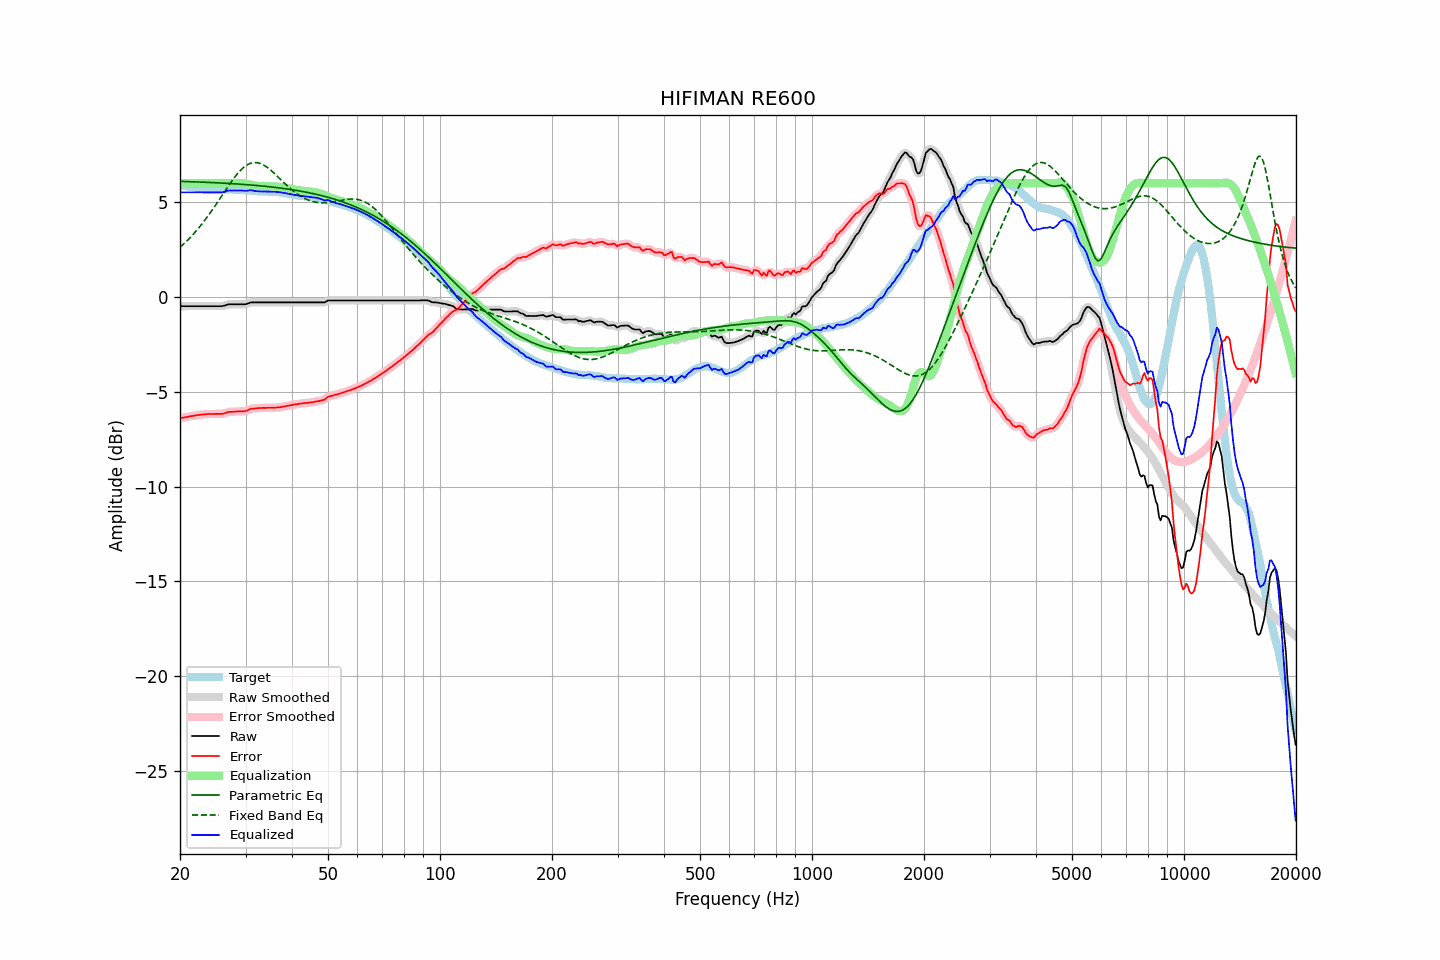 HIFIMAN RE600
Amplitude (dBr)
5
0
−5
−10
−15
−20
−25
Target
Raw Smoothed
Error Smoothed
Raw
Error
Equalization
Parametric Eq
Fixed Band Eq
Equalized
20
50
100
200
500
1000
2000
5000
10000
20000
Frequency (Hz)